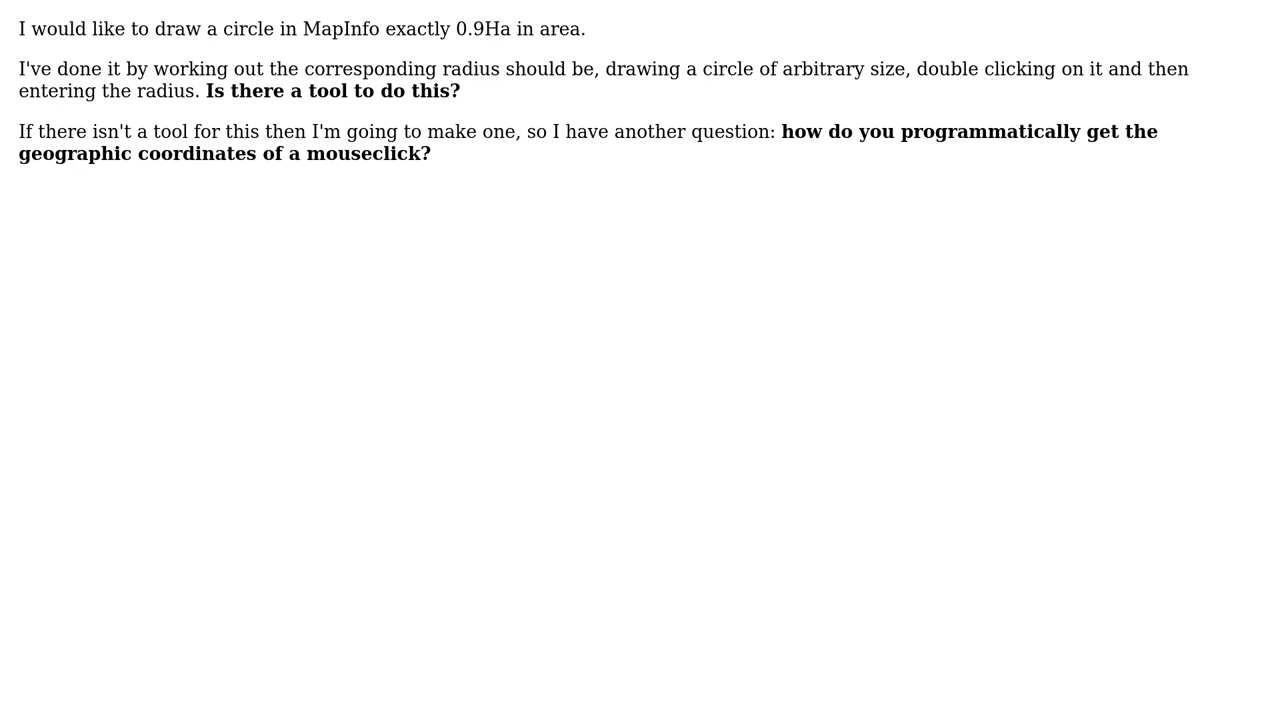 I would like to draw a circle in MapInfo exactly 0.9Ha in area.
I've done it by working out the corresponding radius should be, drawing a circle of arbitrary size, double clicking on it and then
entering the radius. Is there a tool to do this?
If there isn't a tool for this then I'm going to make one, so I have another question: how do you programmatically get the
geographic coordinates of a mouseclick?